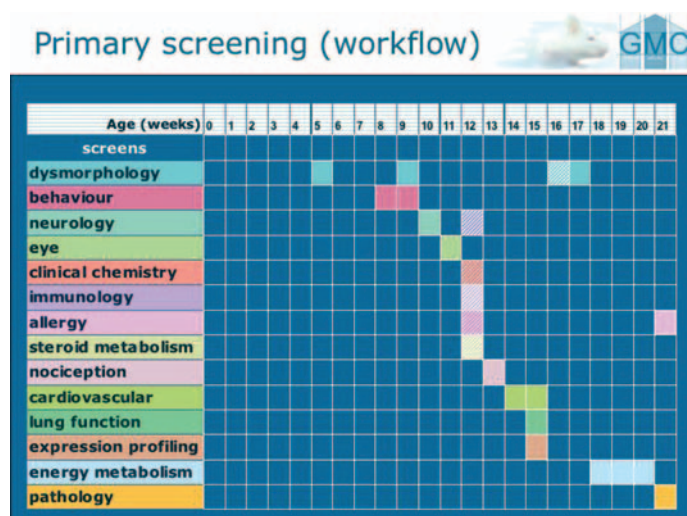 Primary screening (workflow)
GMC
Age (weeks) 0 1 2 3 4 5 6 7 8 9 10 11 12 13 14 15 16 17 18 19 20 21
screens
dysmorphology
behaviour
neurology
eye
clinical chemistry
immunology
allergy
steroid metabolism
nociception
cardiovascular
lung function
expression profiling
energy metabolism
pathology